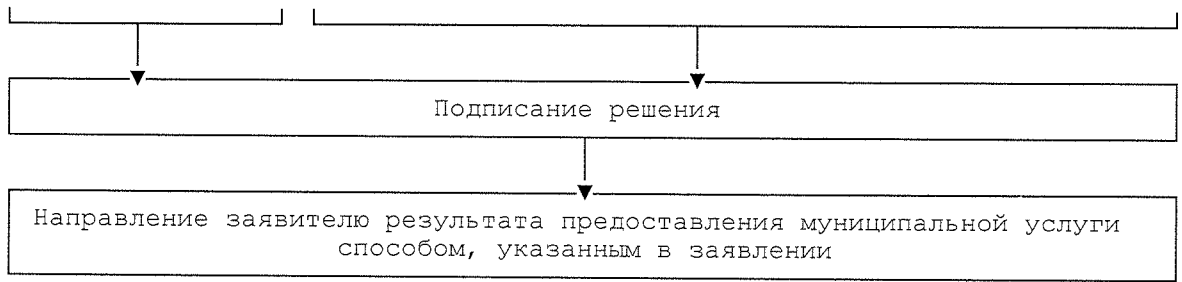 Подписание решения
Направление заявителю результата предоставления муниципальной услуги
способом, указанным в заявлении